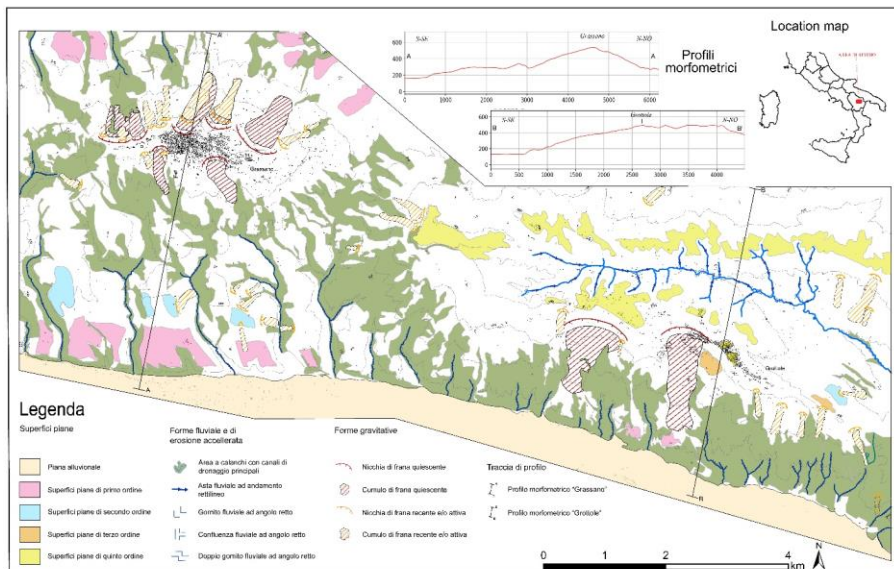 Location map
Profili
morfometrici
S-SE
Grassano
N-NO
A
A
600
400
200
0
0
1000
2000
3000
4000
5000
6000
S-SE
Grottole
N-NO
B
B
600
400
200
0
0
500
1000
1500
2000
2500
3000
3500
4000
A
Grassano
B
Grottole
A
B
Legenda
Superfici piane
Piana alluvionale
Superfici piane di primo ordine
Superfici piane di secondo ordine
Superfici piane di terzo ordine
Superfici piane di quinto ordine
Forme fluviale e di
erosione accellerata
Area a calanchi con canali di
drenaggio principali
Asta fluviale ad andamento
rettilineo
Gomito fluviale ad angolo retto
Confluenza fluviale ad angolo retto
Doppio gomito fluviale ad angolo retto
Forme gravitative
Nicchia di frana quiescente
Cumulo di frana quiescente
Nicchia di frana recente e/o attiva
Cumulo di frana recente e/o attiva
Traccia di profilo
Profilo morfometrico "Grassano"
Profilo morfometrico "Grottole"
0
1
2
4
km
N